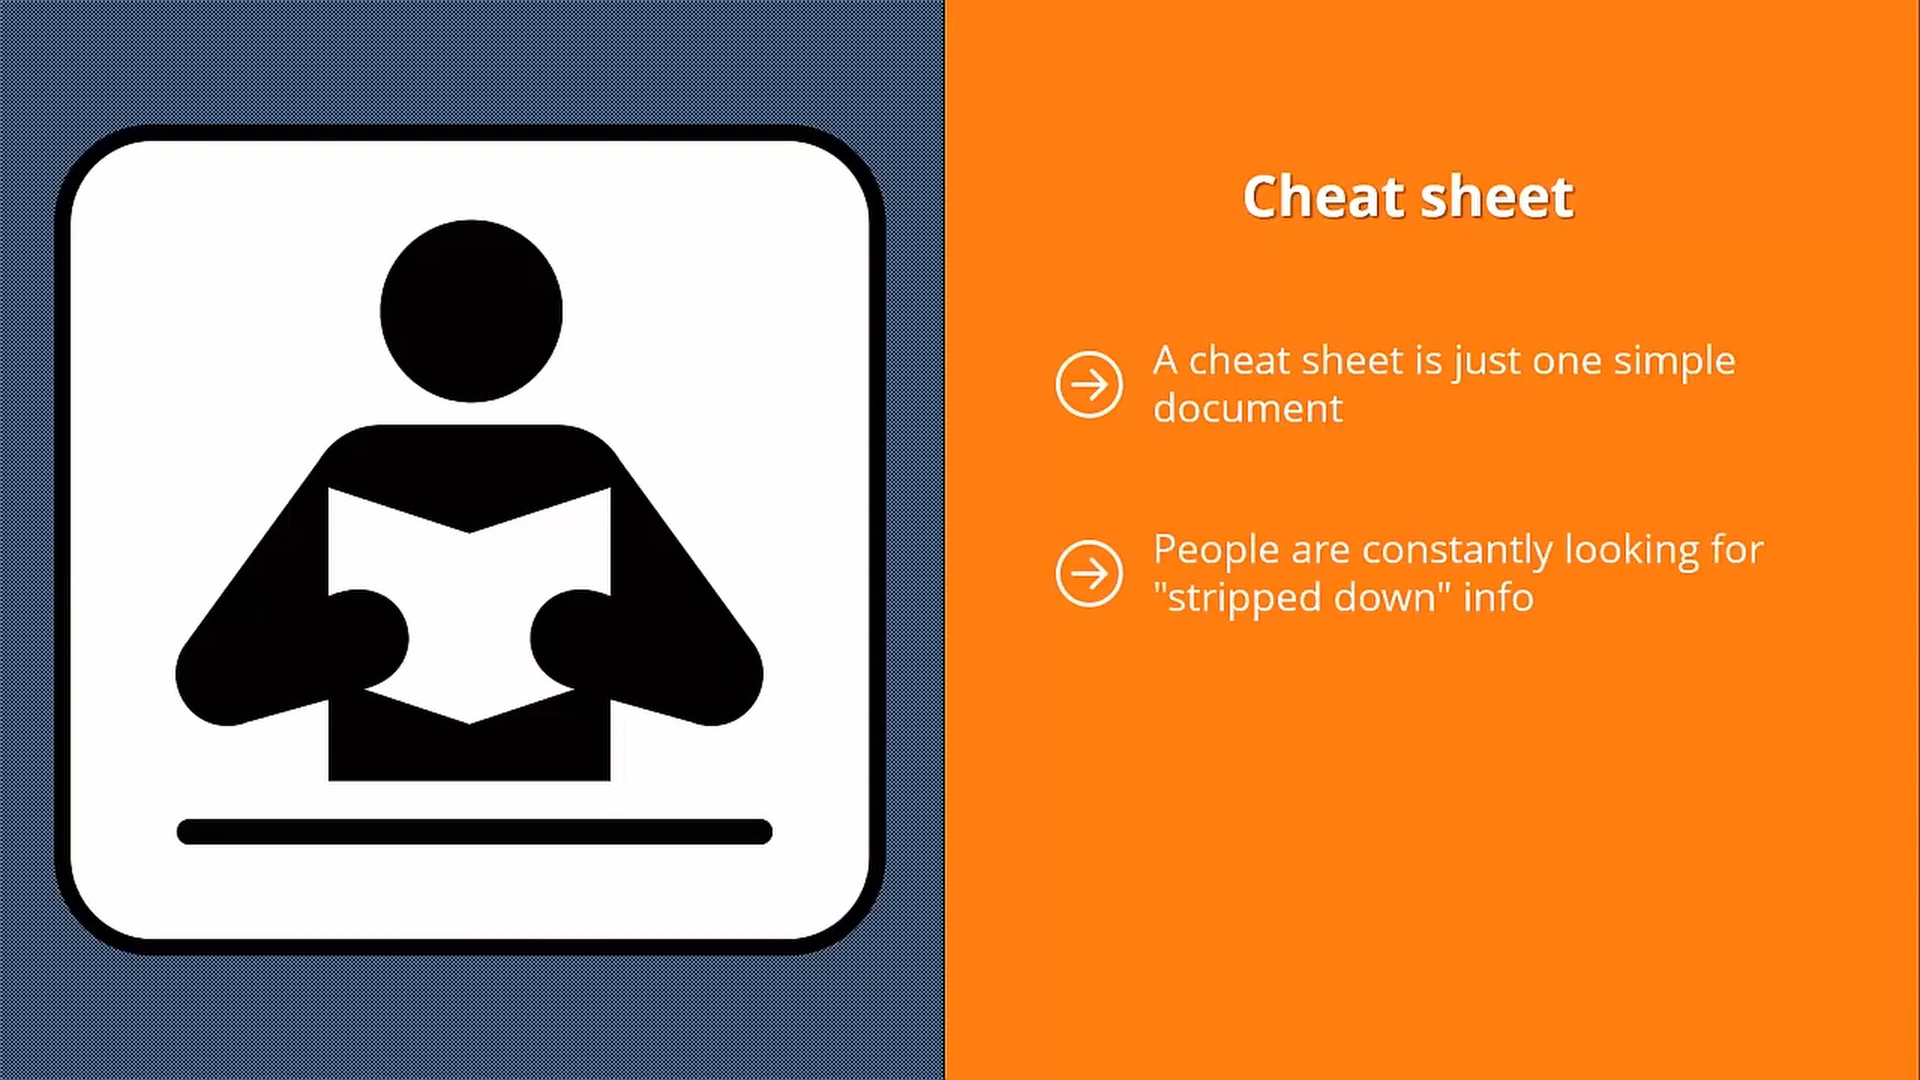 Cheat sheet
A cheat sheet is just one simple
document
People are constantly looking for
"stripped down" info